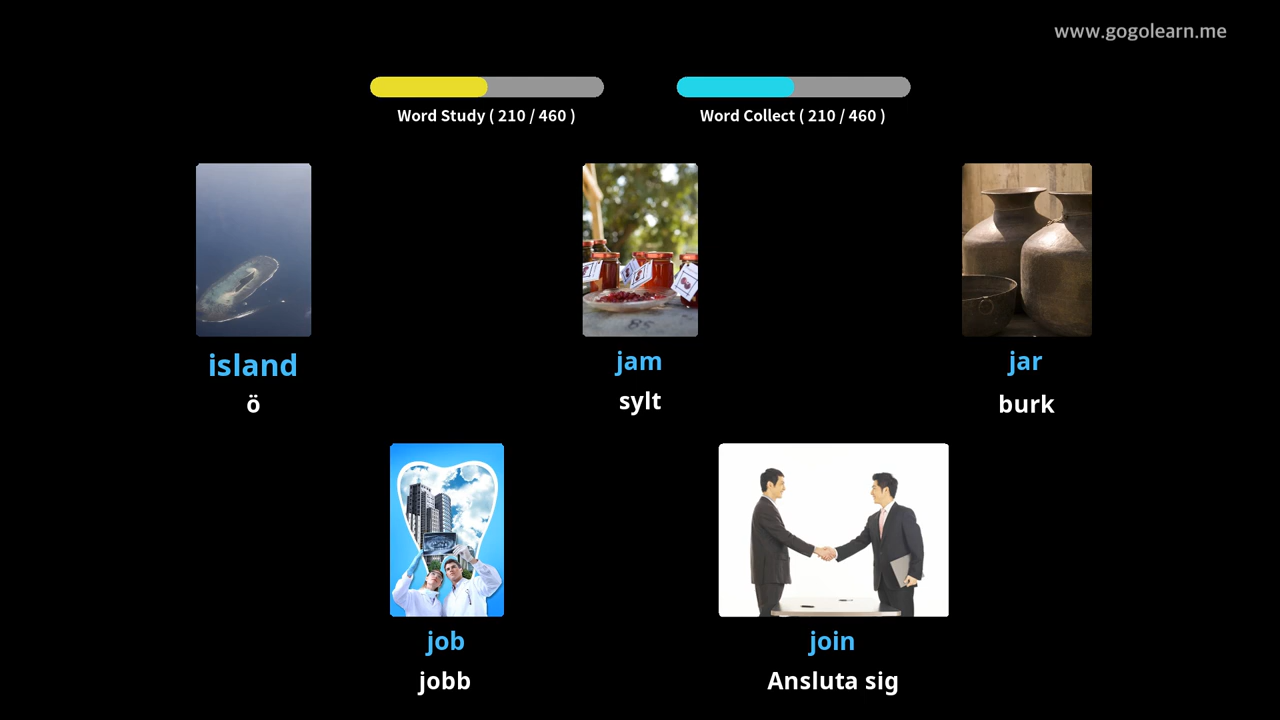 www.gogolearn.me
Word Study ( 210 / 460 )
Word Collect ( 210 / 460 )
island
ö
jam
sylt
jar
burk
job
jobb
join
Ansluta sig